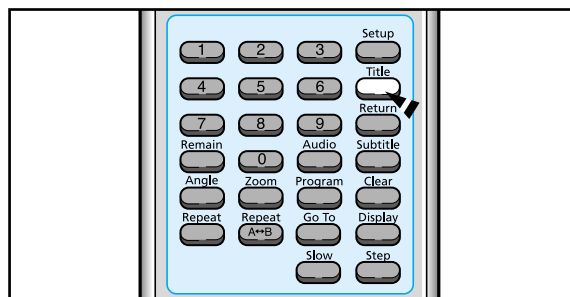 Setup
1 2 3
Title
4 5 6
Return
7 8 9
Remain Audio Subtitle
0
Angle Zoom Program Clear
Repeat Repeat Go To Display
A↔B
Slow Step